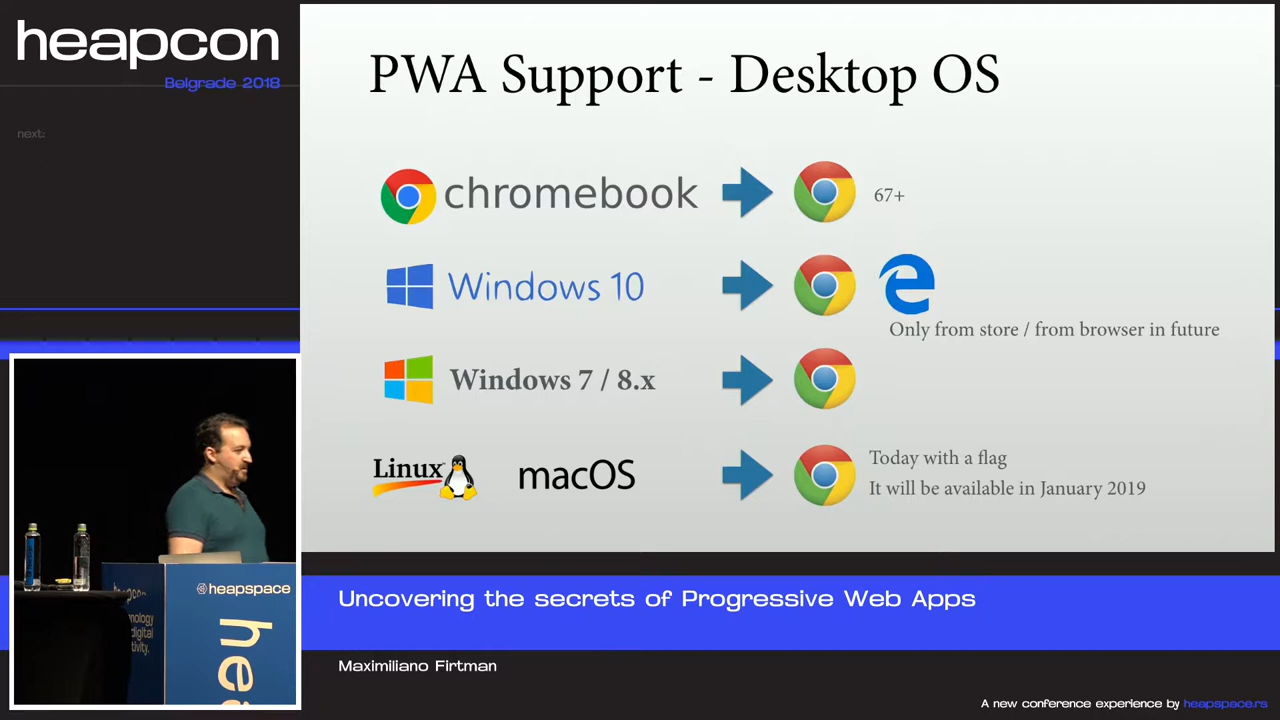 heapcon
Belgrade 2018
next:
PWA Support - Desktop OS
chromebook
67+
Windows 10
Only from store / from browser in future
Windows 7 / 8.x
Linux
macOS
Today with a flag
It will be available in January 2019
heapspace
Uncovering the secrets of Progressive Web Apps
Maximiliano Firtman
A new conference experience by heapspace.rs